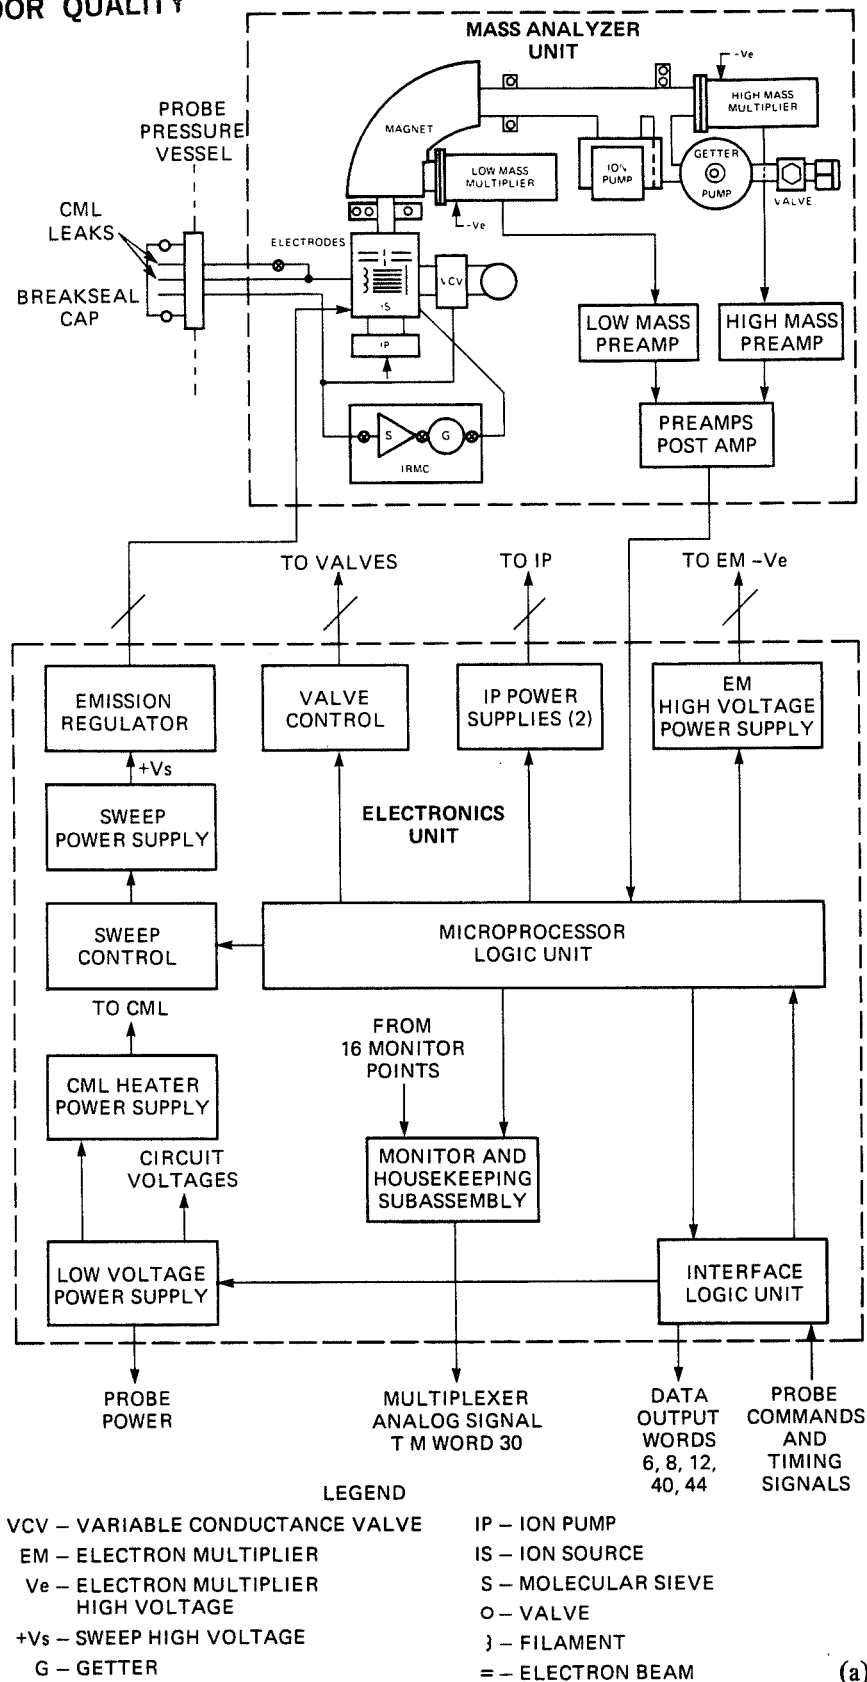 OOR QUALITY
MASS ANALYZER
UNIT
-Ve
HIGH MASS
MULTIPLIER
PROBE
PRESSURE
VESSEL
MAGNET
LOW MASS
MULTIPLIER
ION
PUMP
GETTER
PUMP
VALVE
-Ve
CML
LEAKS
ELECTRODES
BREAKSEAL
CAP
VCV
IS
IP
LOW MASS
PREAMP
HIGH MASS
PREAMP
S
G
IRMC
PREAMPS
POST AMP
TO VALVES
TO IP
TO EM –Ve
EMISSION
REGULATOR
VALVE
CONTROL
IP POWER
SUPPLIES (2)
EM
HIGH VOLTAGE
POWER SUPPLY
+Vs
SWEEP
POWER SUPPLY
ELECTRONICS
UNIT
SWEEP
CONTROL
MICROPROCESSOR
LOGIC UNIT
TO CML
FROM
16 MONITOR
POINTS
CML HEATER
POWER SUPPLY
CIRCUIT
VOLTAGES
MONITOR AND
HOUSEKEEPING
SUBASSEMBLY
LOW VOLTAGE
POWER SUPPLY
INTERFACE
LOGIC UNIT
PROBE
POWER
MULTIPLEXER
ANALOG SIGNAL
T M WORD 30
DATA
OUTPUT
WORDS
6, 8, 12,
40, 44
PROBE
COMMANDS
AND
TIMING
SIGNALS
LEGEND
VCV – VARIABLE CONDUCTANCE VALVE
EM – ELECTRON MULTIPLIER
Ve – ELECTRON MULTIPLIER
HIGH VOLTAGE
+Vs – SWEEP HIGH VOLTAGE
G – GETTER
IP – ION PUMP
IS – ION SOURCE
S – MOLECULAR SIEVE
O – VALVE
} – FILAMENT
= – ELECTRON BEAM
(a)